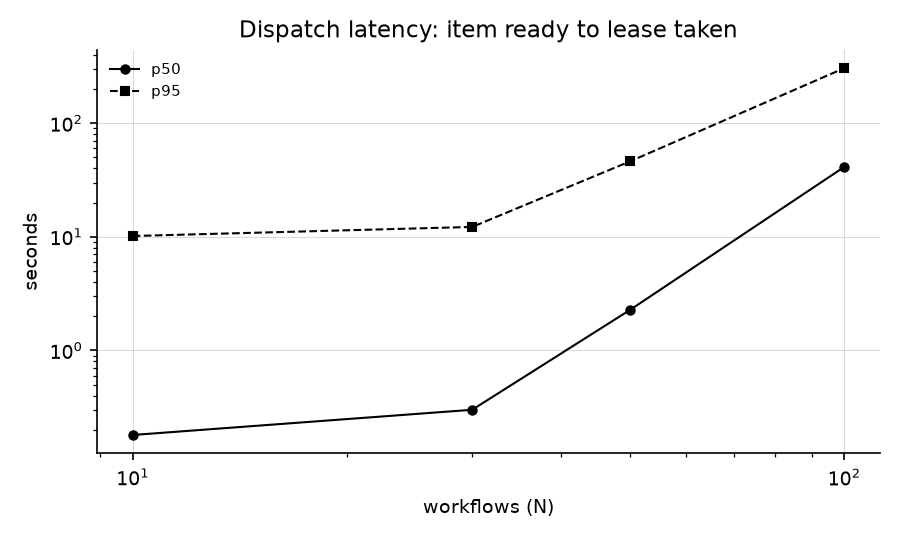 Dispatch latency: item ready to lease taken
p50
p95
10²
10¹
10⁰
seconds
10¹
10²
workflows (N)